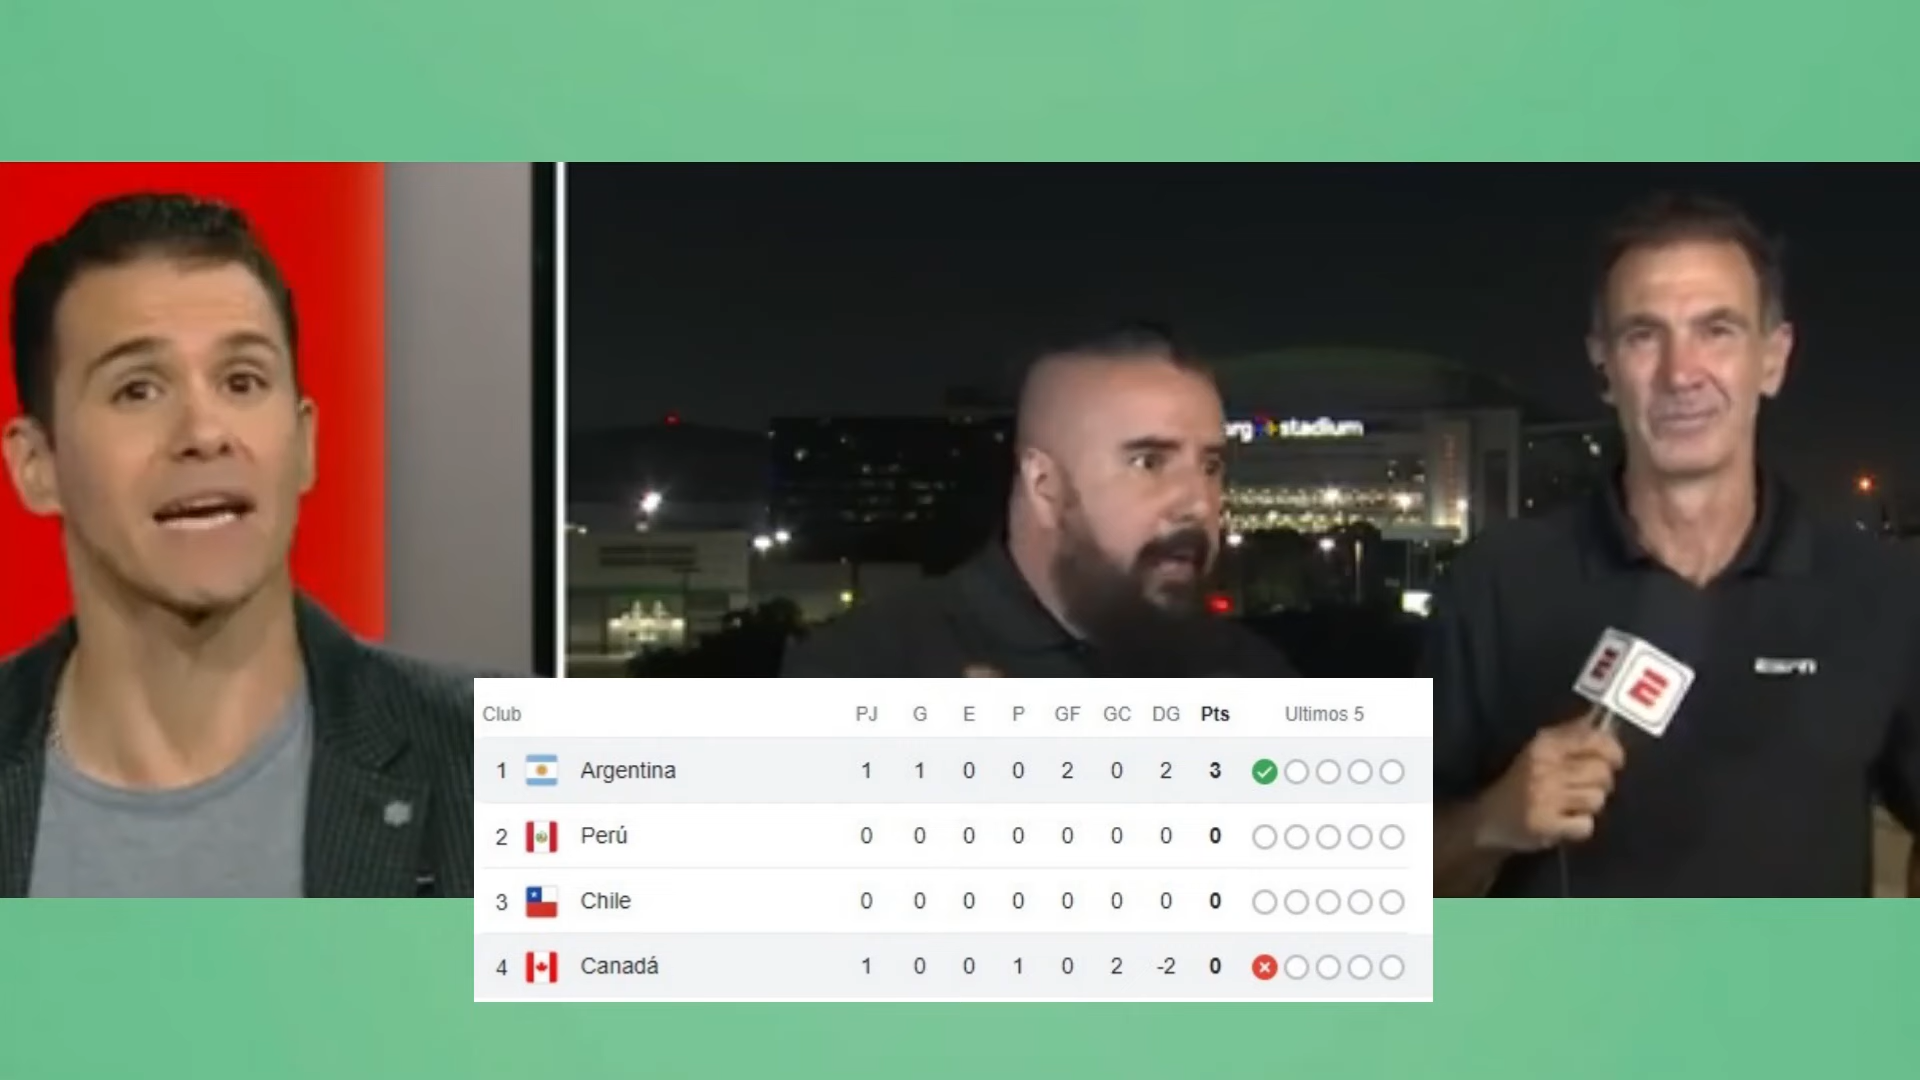 stadium
ESPN
Club PJ G E P GF GC DG Pts Ultimos 5
1 Argentina 1 1 0 0 2 0 2 3
2 Perú 0 0 0 0 0 0 0 0
3 Chile 0 0 0 0 0 0 0 0
4 Canadá 1 0 0 1 0 2 -2 0